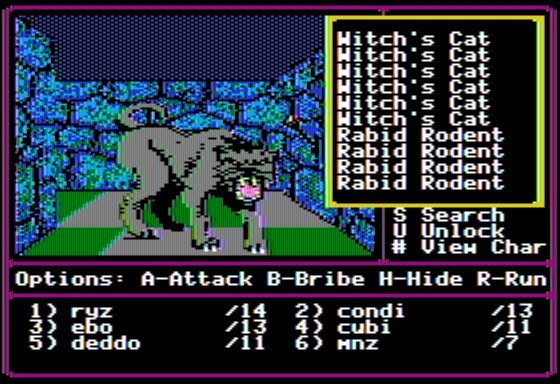 Witch's Cat
Witch's Cat
Witch's Cat
Witch's Cat
Witch's Cat
Witch's Cat
Rabid Rodent
Rabid Rodent
Rabid Rodent
Rabid Rodent
S Search
U Unlock
# View Char
Options: A-Attack B-Bribe H-Hide R-Run
1) ryz /14 2) condi /13
3) ebo /13 4) cubi /11
5) deddo /11 6) mnz /7